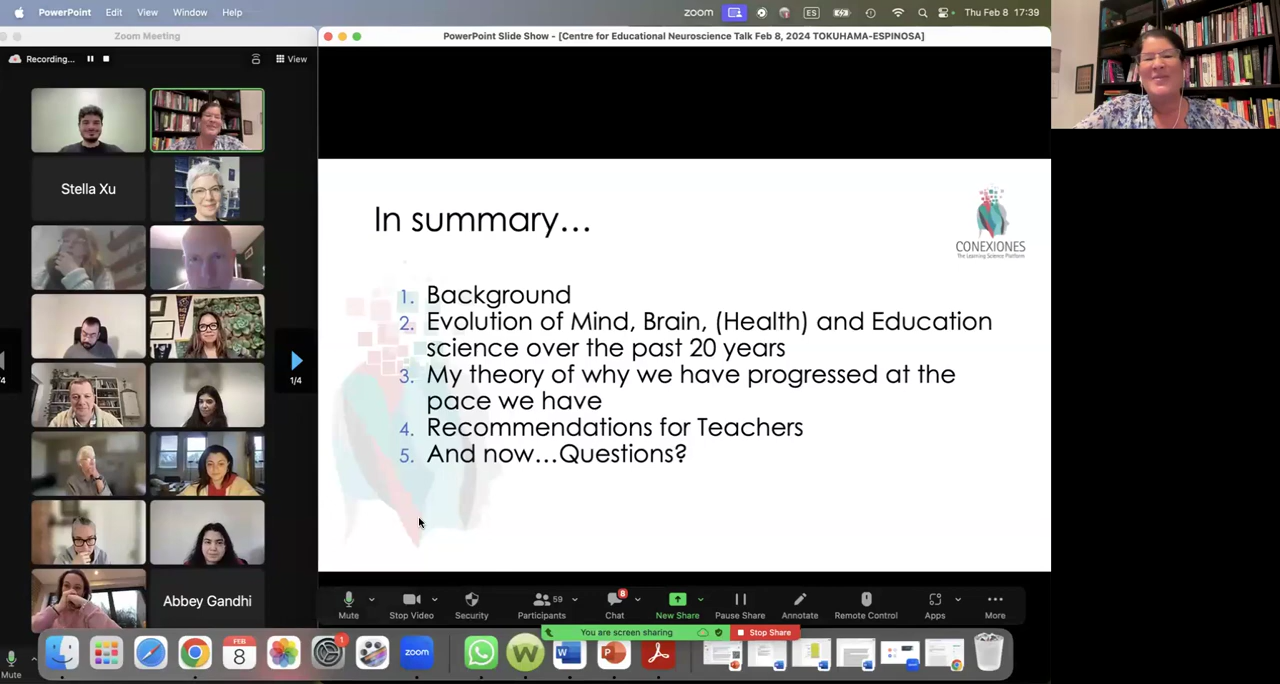 PowerPoint Edit View Window Help
zoom ES Thu Feb 8 17:39
Zoom Meeting
PowerPoint Slide Show - [Centre for Educational Neuroscience Talk Feb 8, 2024 TOKUHAMA-ESPINOSA]
Recording... View
Stella Xu
1/4
Abbey Gandhi
In summary…
CONEXIONES
The Learning Science Platform
1. Background
2. Evolution of Mind, Brain, (Health) and Education
science over the past 20 years
3. My theory of why we have progressed at the
pace we have
4. Recommendations for Teachers
5. And now…Questions?
59
8
Mute Stop Video Security Participants Chat New Share Pause Share Annotate Remote Control Apps More
You are screen sharing Stop Share
Mute
FEB
8
1
zoom
W
W
P